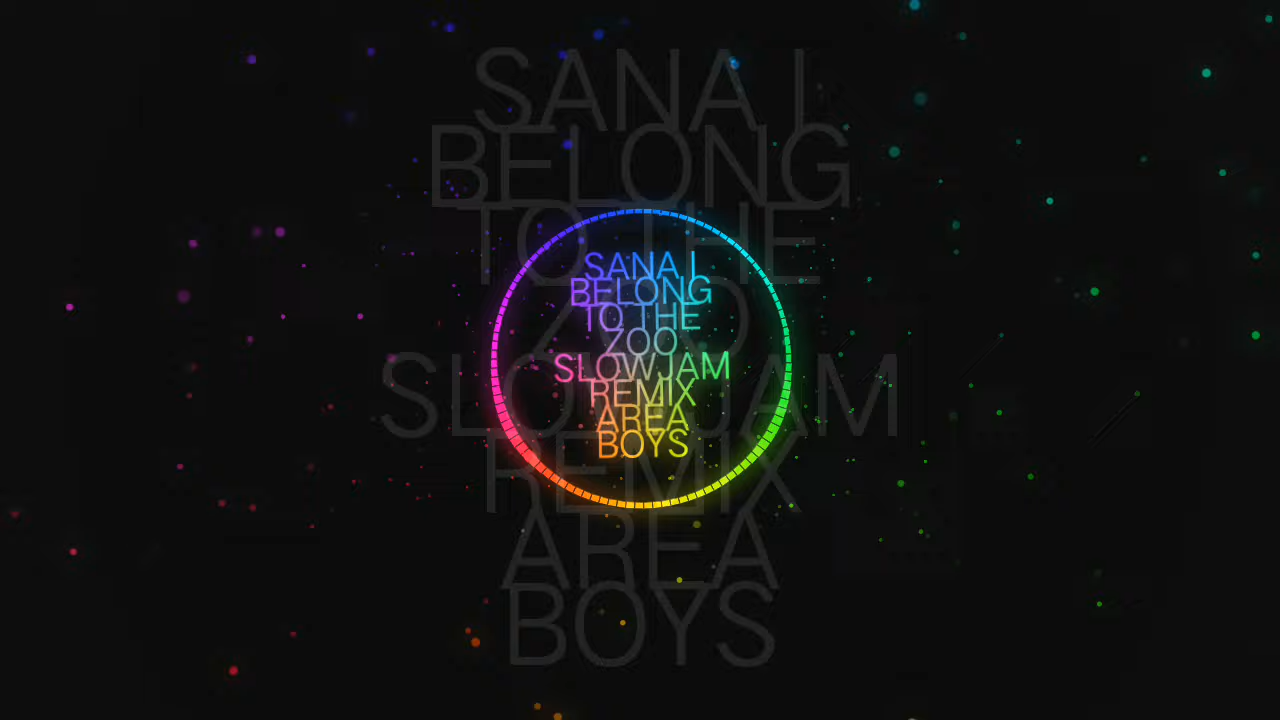 SANA I
BELONG
TO THE
ZOO
SLOWJAM
REMIX
AREA
BOYS
SANA I
BELONG
TO THE
ZOO
SLOWJAM
REMIX
AREA
BOYS